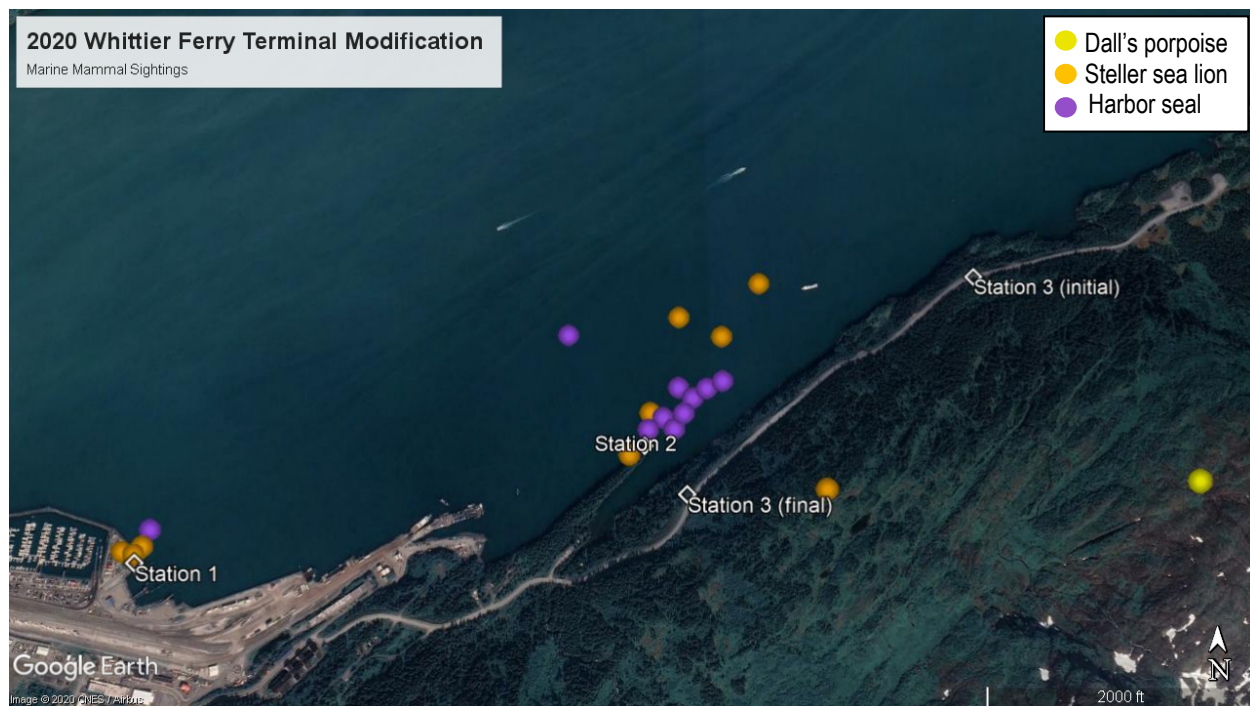 2020 Whittier Ferry Terminal Modification
Marine Mammal Sightings
Dall's porpoise
Steller sea lion
Harbor seal
Station 3 (initial)
Station 2
Station 3 (final)
Station 1
Google Earth
N
Image © 2020 CNES / Airbus
2000 ft